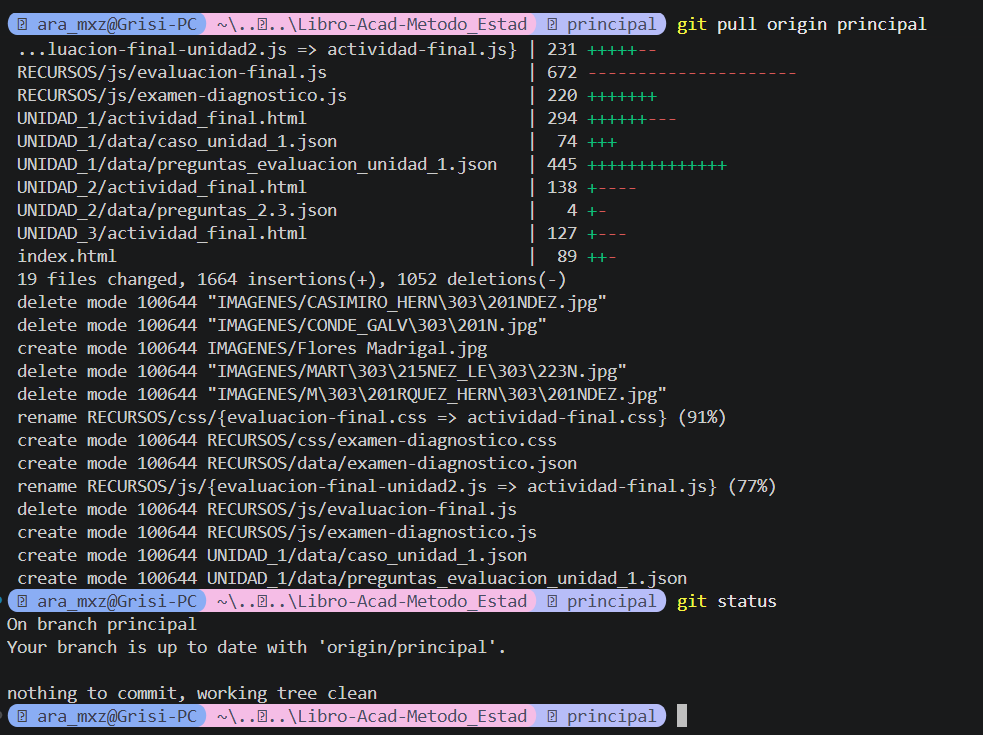 ara_mxz@Grisi-PC ~\....\Libro-Acad-Metodo_Estad principal git pull origin principal
...luacion-final-unidad2.js => actividad-final.js} | 231 +++++--
RECURSOS/js/evaluacion-final.js | 672 ---------------------
RECURSOS/js/examen-diagnostico.js | 220 +++++++
UNIDAD_1/actividad_final.html | 294 ++++++---
UNIDAD_1/data/caso_unidad_1.json | 74 +++
UNIDAD_1/data/preguntas_evaluacion_unidad_1.json | 445 ++++++++++++++
UNIDAD_2/actividad_final.html | 138 +----
UNIDAD_2/data/preguntas_2.3.json | 4 +-
UNIDAD_3/actividad_final.html | 127 +---
index.html | 89 ++-
19 files changed, 1664 insertions(+), 1052 deletions(-)
delete mode 100644 "IMAGENES/CASIMIRO_HERN\303\201NDEZ.jpg"
delete mode 100644 "IMAGENES/CONDE_GALV\303\201N.jpg"
create mode 100644 IMAGENES/Flores Madrigal.jpg
delete mode 100644 "IMAGENES/MART\303\215NEZ_LE\303\223N.jpg"
delete mode 100644 "IMAGENES/M\303\201RQUEZ_HERN\303\201NDEZ.jpg"
rename RECURSOS/css/{evaluacion-final.css => actividad-final.css} (91%)
create mode 100644 RECURSOS/css/examen-diagnostico.css
create mode 100644 RECURSOS/data/examen-diagnostico.json
rename RECURSOS/js/{evaluacion-final-unidad2.js => actividad-final.js} (77%)
delete mode 100644 RECURSOS/js/evaluacion-final.js
create mode 100644 RECURSOS/js/examen-diagnostico.js
create mode 100644 UNIDAD_1/data/caso_unidad_1.json
create mode 100644 UNIDAD_1/data/preguntas_evaluacion_unidad_1.json
ara_mxz@Grisi-PC ~\....\Libro-Acad-Metodo_Estad principal git status
On branch principal
Your branch is up to date with 'origin/principal'.
nothing to commit, working tree clean
ara_mxz@Grisi-PC ~\....\Libro-Acad-Metodo_Estad principal